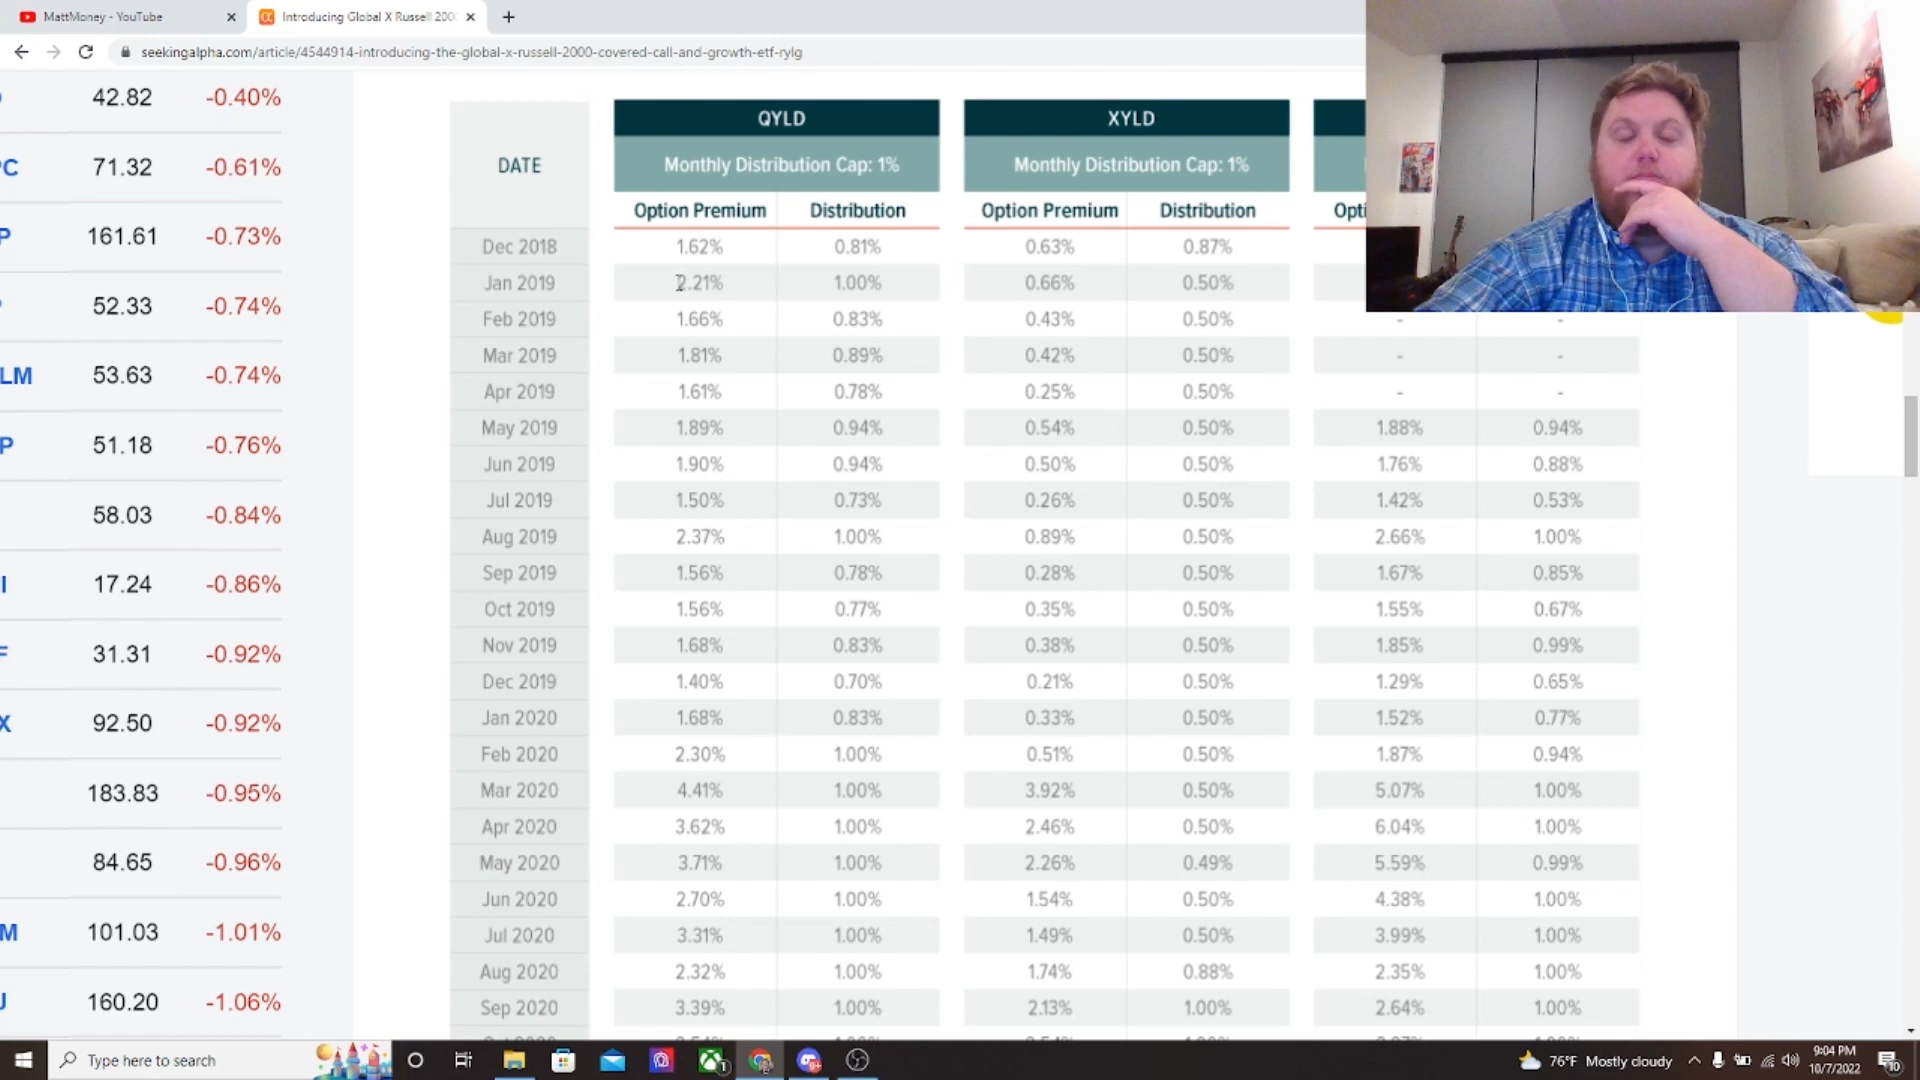 MattMoney - YouTube
Introducing Global X Russell 200
seekingalpha.com/article/4544914-introducing-the-global-x-russell-2000-covered-call-and-growth-etf-rylg
42.82 -0.40%
PC 71.32 -0.61%
P 161.61 -0.73%
52.33 -0.74%
LM 53.63 -0.74%
P 51.18 -0.76%
58.03 -0.84%
I 17.24 -0.86%
F 31.31 -0.92%
X 92.50 -0.92%
183.83 -0.95%
84.65 -0.96%
M 101.03 -1.01%
J 160.20 -1.06%
QYLD XYLD
DATE Monthly Distribution Cap: 1% Monthly Distribution Cap: 1%
Option Premium Distribution Option Premium Distribution Opti
Dec 2018 1.62% 0.81% 0.63% 0.87%
Jan 2019 2.21% 1.00% 0.66% 0.50%
Feb 2019 1.66% 0.83% 0.43% 0.50% - -
Mar 2019 1.81% 0.89% 0.42% 0.50% - -
Apr 2019 1.61% 0.78% 0.25% 0.50% - -
May 2019 1.89% 0.94% 0.54% 0.50% 1.88% 0.94%
Jun 2019 1.90% 0.94% 0.50% 0.50% 1.76% 0.88%
Jul 2019 1.50% 0.73% 0.26% 0.50% 1.42% 0.53%
Aug 2019 2.37% 1.00% 0.89% 0.50% 2.66% 1.00%
Sep 2019 1.56% 0.78% 0.28% 0.50% 1.67% 0.85%
Oct 2019 1.56% 0.77% 0.35% 0.50% 1.55% 0.67%
Nov 2019 1.68% 0.83% 0.38% 0.50% 1.85% 0.99%
Dec 2019 1.40% 0.70% 0.21% 0.50% 1.29% 0.65%
Jan 2020 1.68% 0.83% 0.33% 0.50% 1.52% 0.77%
Feb 2020 2.30% 1.00% 0.51% 0.50% 1.87% 0.94%
Mar 2020 4.41% 1.00% 3.92% 0.50% 5.07% 1.00%
Apr 2020 3.62% 1.00% 2.46% 0.50% 6.04% 1.00%
May 2020 3.71% 1.00% 2.26% 0.49% 5.59% 0.99%
Jun 2020 2.70% 1.00% 1.54% 0.50% 4.38% 1.00%
Jul 2020 3.31% 1.00% 1.49% 0.50% 3.99% 1.00%
Aug 2020 2.32% 1.00% 1.74% 0.88% 2.35% 1.00%
Sep 2020 3.39% 1.00% 2.13% 1.00% 2.64% 1.00%
Type here to search
76°F Mostly cloudy
9:04 PM
10/7/2022